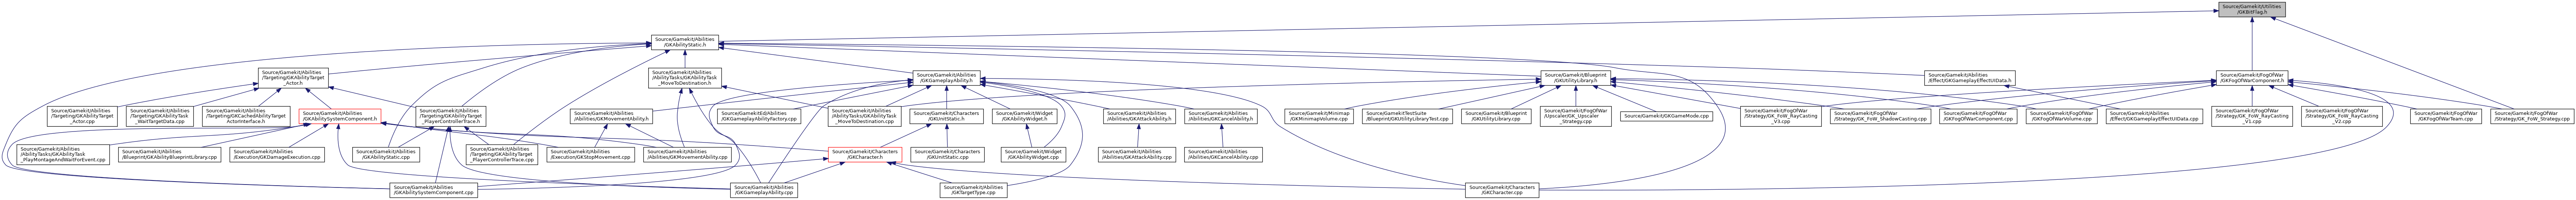 Source/Gamekit/Utilities
/GKBitFlag.h
Source/Gamekit/Abilities
/GKAbilityStatic.h
Source/Gamekit/Abilities
/Targeting/GKAbilityTarget
_Actor.h
Source/Gamekit/Abilities
/AbilityTasks/GKAbilityTask
_MoveToDestination.h
Source/Gamekit/Abilities
/GKGameplayAbility.h
Source/Gamekit/Blueprint
/GKUtilityLibrary.h
Source/Gamekit/Abilities
/Effect/GKGameplayEffectUIData.h
Source/Gamekit/FogOfWar
/GKFogOfWarComponent.h
Source/Gamekit/Abilities
/Targeting/GKAbilityTarget
_Actor.cpp
Source/Gamekit/Abilities
/Targeting/GKAbilityTask
_WaitTargetData.cpp
Source/Gamekit/Abilities
/Targeting/GKCachedAbilityTarget
ActorInterface.h
Source/Gamekit/Abilities
/GKAbilitySystemComponent.h
Source/Gamekit/Abilities
/Targeting/GKAbilityTarget
_PlayerControllerTrace.h
Source/Gamekit/Abilities
/Abilities/GKMovementAbility.h
Source/GamekitEd/Abilities
/GKGameplayAbilityFactory.cpp
Source/Gamekit/Abilities
/AbilityTasks/GKAbilityTask
_MoveToDestination.cpp
Source/Gamekit/Characters
/GKUnitStatic.h
Source/Gamekit/Widget
/GKAbilityWidget.h
Source/Gamekit/Abilities
/Abilities/GKAttackAbility.h
Source/Gamekit/Abilities
/Abilities/GKCancelAbility.h
Source/Gamekit/Minimap
/GKMinimapVolume.cpp
Source/GamekitTestSuite
/Blueprint/GKUtilityLibraryTest.cpp
Source/Gamekit/Blueprint
/GKUtilityLibrary.cpp
Source/Gamekit/FogOfWar
/Upscaler/GK_Upscaler
_Strategy.cpp
Source/Gamekit/GKGameMode.cpp
Source/Gamekit/FogOfWar
/Strategy/GK_FoW_RayCasting
_V3.cpp
Source/Gamekit/FogOfWar
/Strategy/GK_FoW_ShadowCasting.cpp
Source/Gamekit/FogOfWar
/GKFogOfWarComponent.cpp
Source/Gamekit/FogOfWar
/GKFogOfWarVolume.cpp
Source/Gamekit/Abilities
/Effect/GKGameplayEffectUIData.cpp
Source/Gamekit/FogOfWar
/Strategy/GK_FoW_RayCasting
_V1.cpp
Source/Gamekit/FogOfWar
/Strategy/GK_FoW_RayCasting
_V2.cpp
Source/Gamekit/FogOfWar
/GKFogOfWarTeam.cpp
Source/Gamekit/FogOfWar
/Strategy/GK_FoW_Strategy.cpp
Source/Gamekit/Abilities
/AbilityTasks/GKAbilityTask
_PlayMontageAndWaitForEvent.cpp
Source/Gamekit/Abilities
/Blueprint/GKAbilityBlueprintLibrary.cpp
Source/Gamekit/Abilities
/Execution/GKDamageExecution.cpp
Source/Gamekit/Abilities
/GKAbilityStatic.cpp
Source/Gamekit/Abilities
/Targeting/GKAbilityTarget
_PlayerControllerTrace.cpp
Source/Gamekit/Abilities
/Execution/GKStopMovement.cpp
Source/Gamekit/Abilities
/Abilities/GKMovementAbility.cpp
Source/Gamekit/Characters
/GKCharacter.h
Source/Gamekit/Characters
/GKUnitStatic.cpp
Source/Gamekit/Widget
/GKAbilityWidget.cpp
Source/Gamekit/Abilities
/Abilities/GKAttackAbility.cpp
Source/Gamekit/Abilities
/Abilities/GKCancelAbility.cpp
Source/Gamekit/Abilities
/GKAbilitySystemComponent.cpp
Source/Gamekit/Abilities
/GKGameplayAbility.cpp
Source/Gamekit/Abilities
/GKTargetType.cpp
Source/Gamekit/Characters
/GKCharacter.cpp